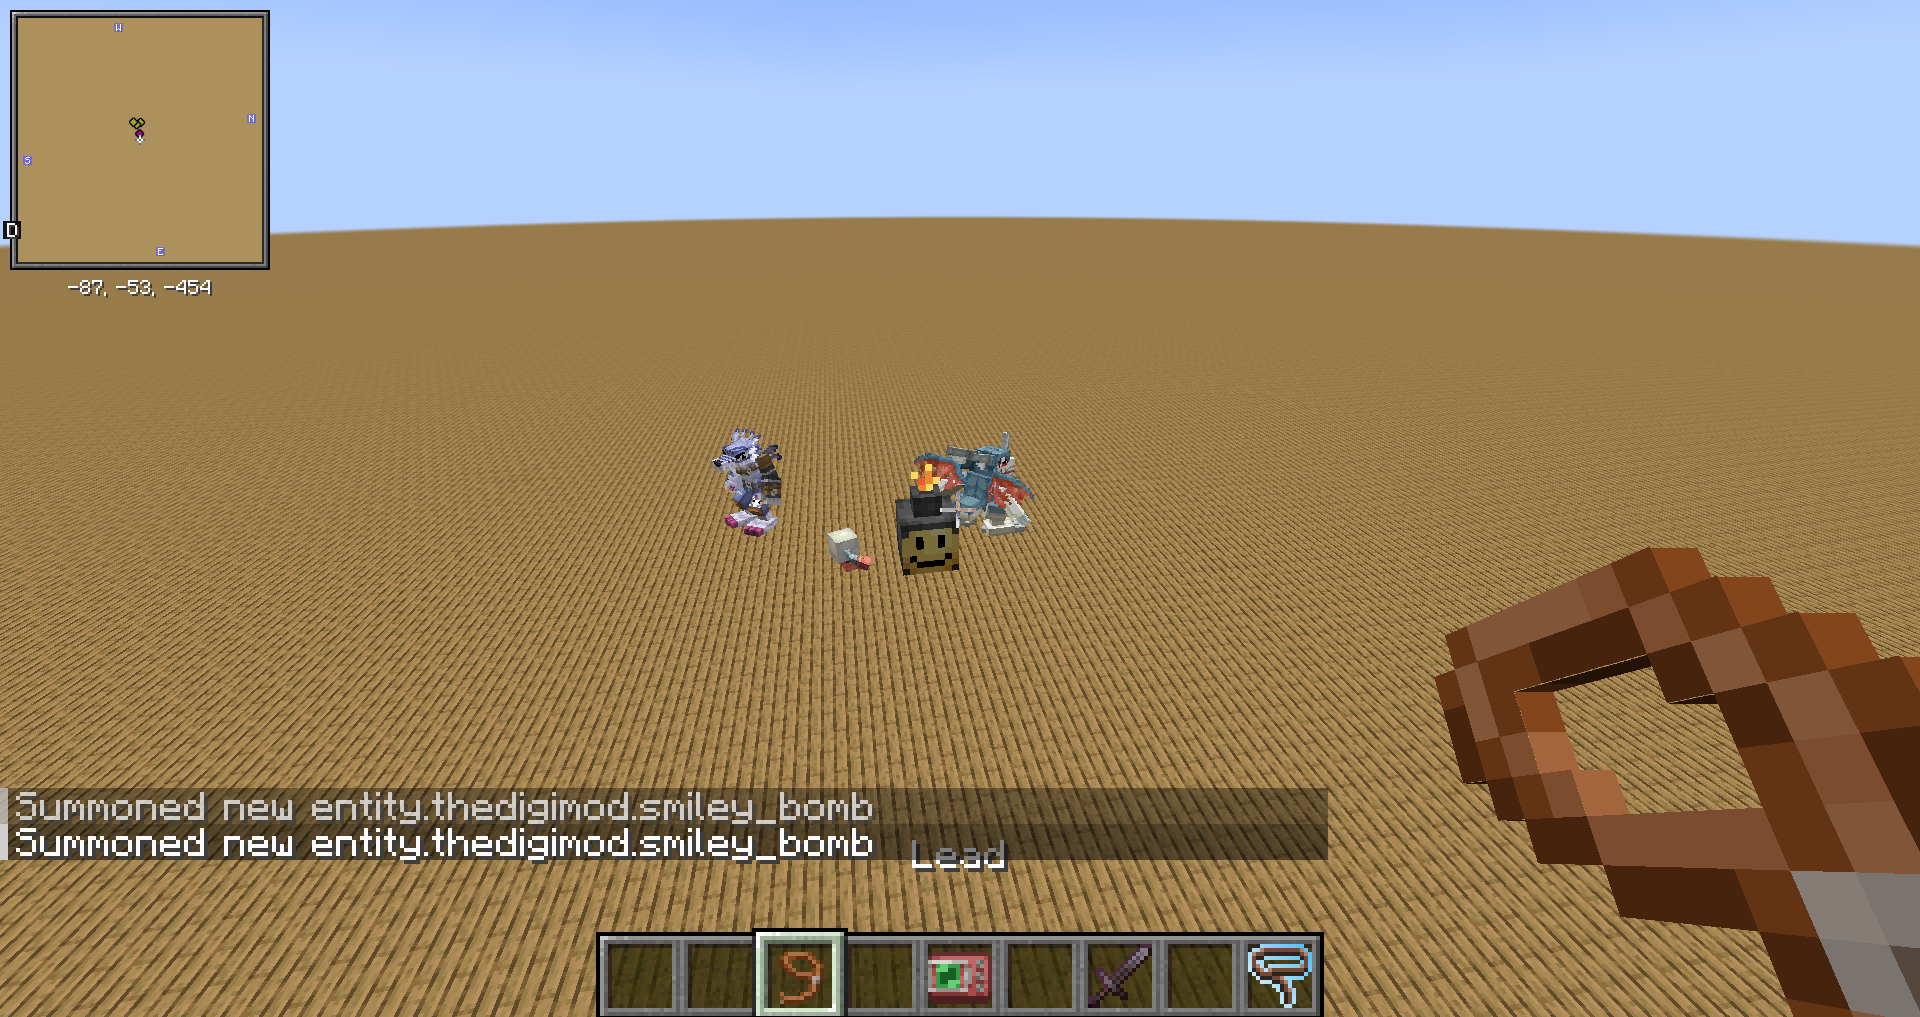 W
N
S
D
E
-87, -53, -454
Summoned new entity.thedigimod.smiley_bomb
Summoned new entity.thedigimod.smiley_bomb
Lead